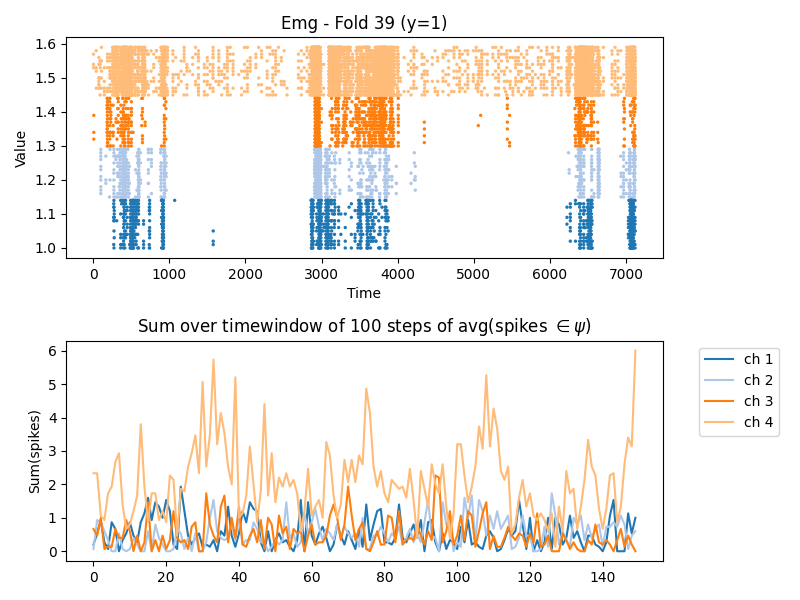 Emg - Fold 39 (y=1)
1.6
1.5
1.4
1.3
1.2
1.1
1.0
Value
0 1000 2000 3000 4000 5000 6000 7000
Time
Sum over timewindow of 100 steps of avg(spikes ∈ ψ)
6
5
4
3
2
1
0
Sum(spikes)
0 20 40 60 80 100 120 140
ch 1
ch 2
ch 3
ch 4